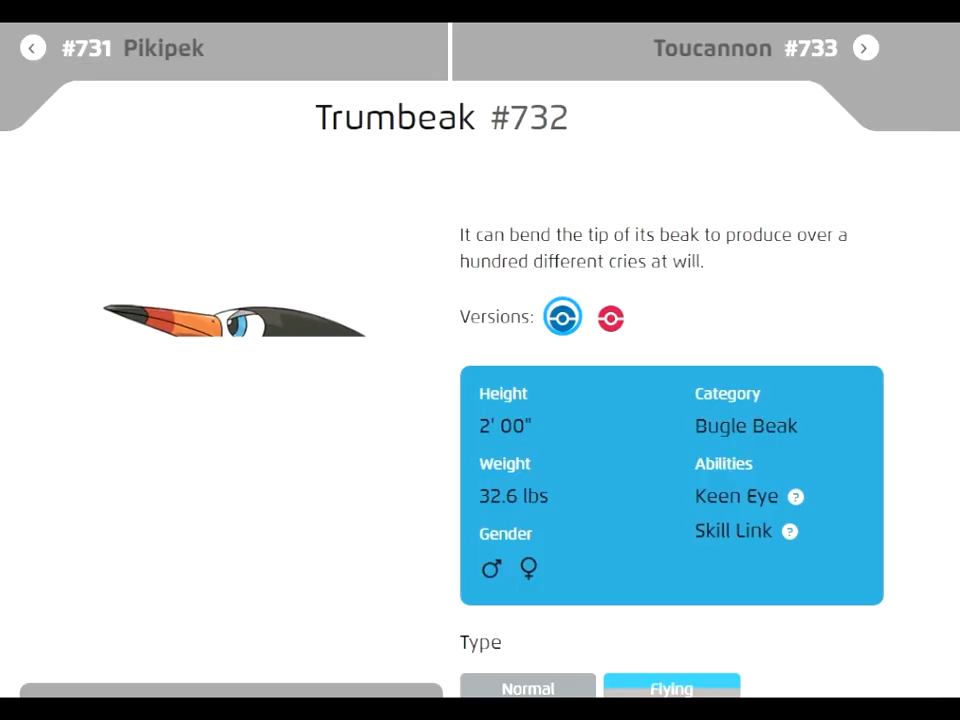 #731 Pikipek
Toucannon #733
Trumbeak #732
It can bend the tip of its beak to produce over a
hundred different cries at will.
Versions:
Height
2' 00"
Weight
32.6 lbs
Gender
Category
Bugle Beak
Abilities
Keen Eye ?
Skill Link ?
Type
Normal
Flying